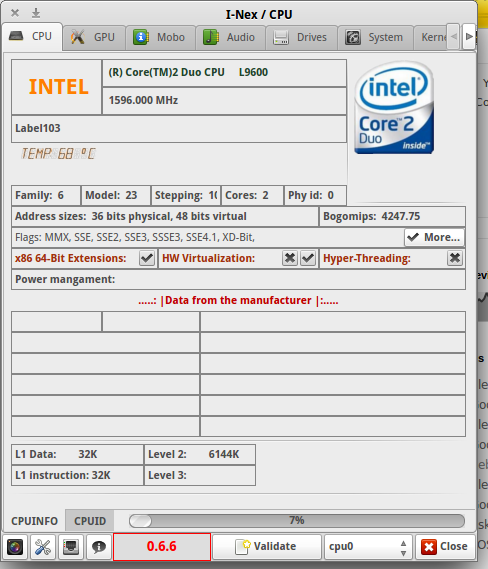 I-Nex / CPU
CPU GPU Mobo Audio Drives System Kerne
INTEL
(R) Core(TM)2 Duo CPU L9600
1596.000 MHz
Label103
TEMP 68 °C
intel
Core™2
Duo inside™
Family: 6 Model: 23 Stepping: 10 Cores: 2 Phy id: 0
Address sizes: 36 bits physical, 48 bits virtual Bogomips: 4247.75
Flags: MMX, SSE, SSE2, SSE3, SSSE3, SSE4.1, XD-Bit, More...
x86 64-Bit Extensions: HW Virtualization: Hyper-Threading:
Power mangament:
.....: |Data from the manufacturer |:.....
L1 Data: 32K Level 2: 6144K
L1 instruction: 32K Level 3:
CPUINFO CPUID 7%
0.6.6 Validate cpu0 Close